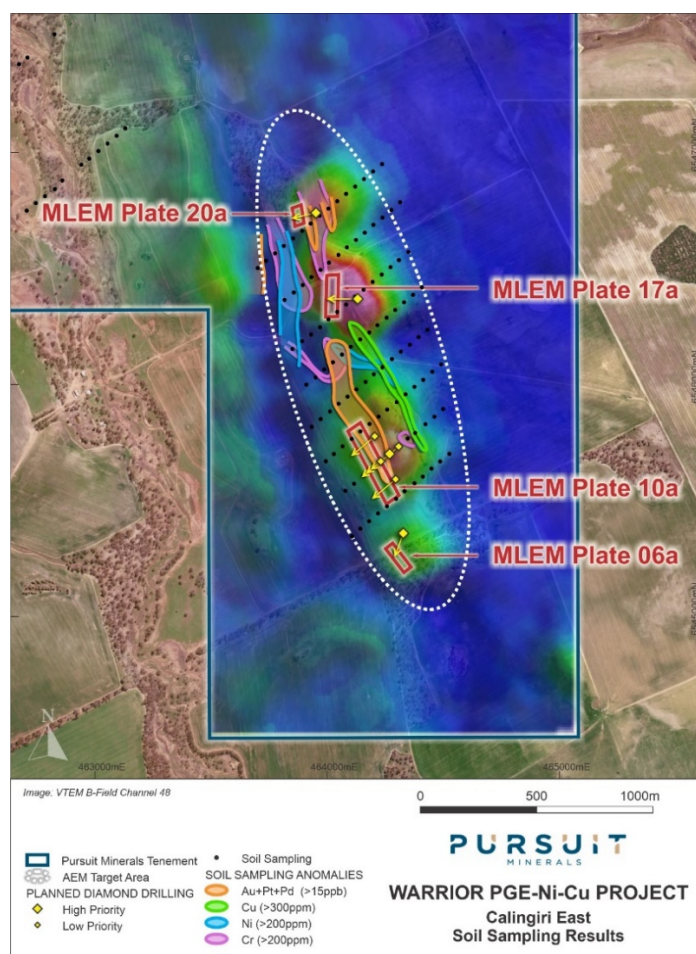 MLEM Plate 20a
MLEM Plate 17a
MLEM Plate 10a
MLEM Plate 06a
N
463000mE
464000mE
465000mE
Image: VTEM B-Field Channel 48
0 500 1000m
PURSUIT
MINERALS
Pursuit Minerals Tenement
AEM Target Area
PLANNED DIAMOND DRILLING
High Priority
Low Priority
Soil Sampling
SOIL SAMPLING ANOMALIES
Au+Pt+Pd (>15ppb)
Cu (>300ppm)
Ni (>200ppm)
Cr (>200ppm)
WARRIOR PGE-Ni-Cu PROJECT
Calingiri East
Soil Sampling Results